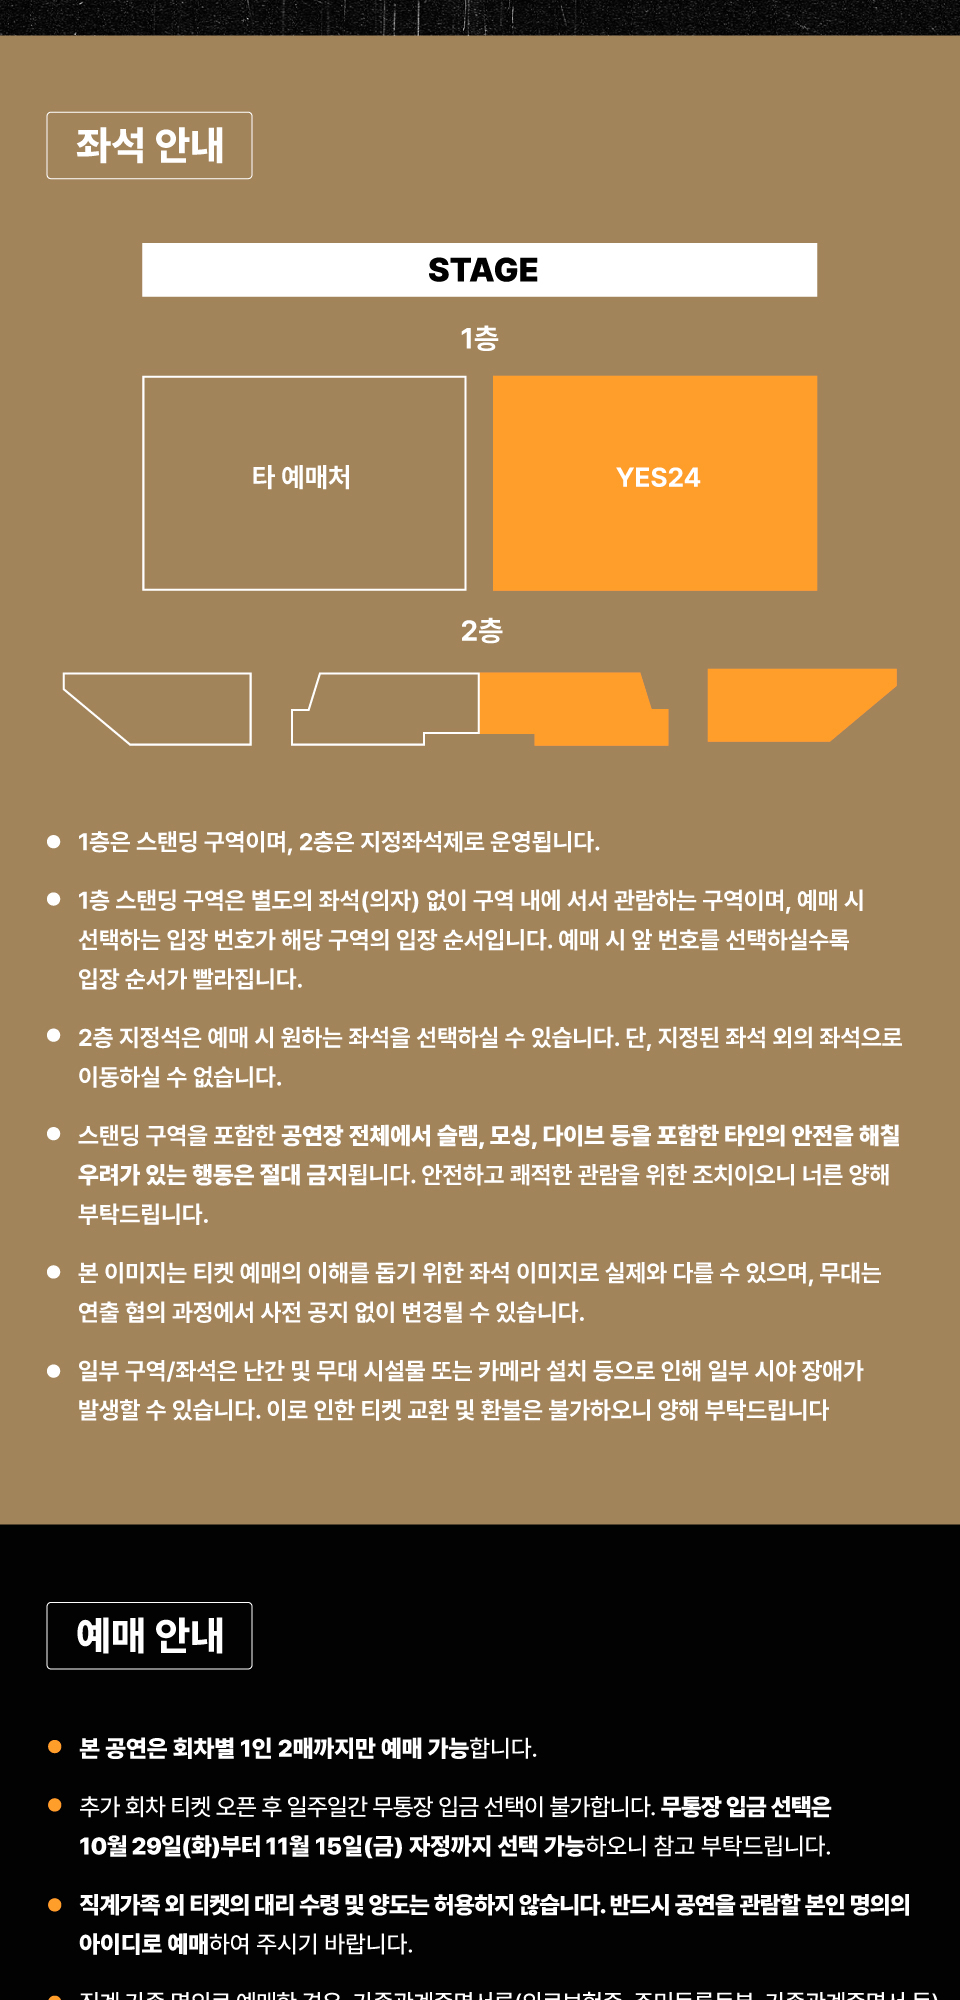 좌석 안내
STAGE
1층
타 예매처
YES24
2층
1층은 스탠딩 구역이며, 2층은 지정좌석제로 운영됩니다.
1층 스탠딩 구역은 별도의 좌석(의자) 없이 구역 내에 서서 관람하는 구역이며, 예매 시
선택하는 입장 번호가 해당 구역의 입장 순서입니다. 예매 시 앞 번호를 선택하실수록
입장 순서가 빨라집니다.
2층 지정석은 예매 시 원하는 좌석을 선택하실 수 있습니다. 단, 지정된 좌석 외의 좌석으로
이동하실 수 없습니다.
스탠딩 구역을 포함한 공연장 전체에서 슬램, 모싱, 다이브 등을 포함한 타인의 안전을 해칠
우려가 있는 행동은 절대 금지됩니다. 안전하고 쾌적한 관람을 위한 조치이오니 너른 양해
부탁드립니다.
본 이미지는 티켓 예매의 이해를 돕기 위한 좌석 이미지로 실제와 다를 수 있으며, 무대는
연출 협의 과정에서 사전 공지 없이 변경될 수 있습니다.
일부 구역/좌석은 난간 및 무대 시설물 또는 카메라 설치 등으로 인해 일부 시야 장애가
발생할 수 있습니다. 이로 인한 티켓 교환 및 환불은 불가하오니 양해 부탁드립니다
예매 안내
본 공연은 회차별 1인 2매까지만 예매 가능합니다.
추가 회차 티켓 오픈 후 일주일간 무통장 입금 선택이 불가합니다. 무통장 입금 선택은
10월 29일(화)부터 11월 15일(금) 자정까지 선택 가능하오니 참고 부탁드립니다.
직계가족 외 티켓의 대리 수령 및 양도는 허용하지 않습니다. 반드시 공연을 관람할 본인 명의의
아이디로 예매하여 주시기 바랍니다.